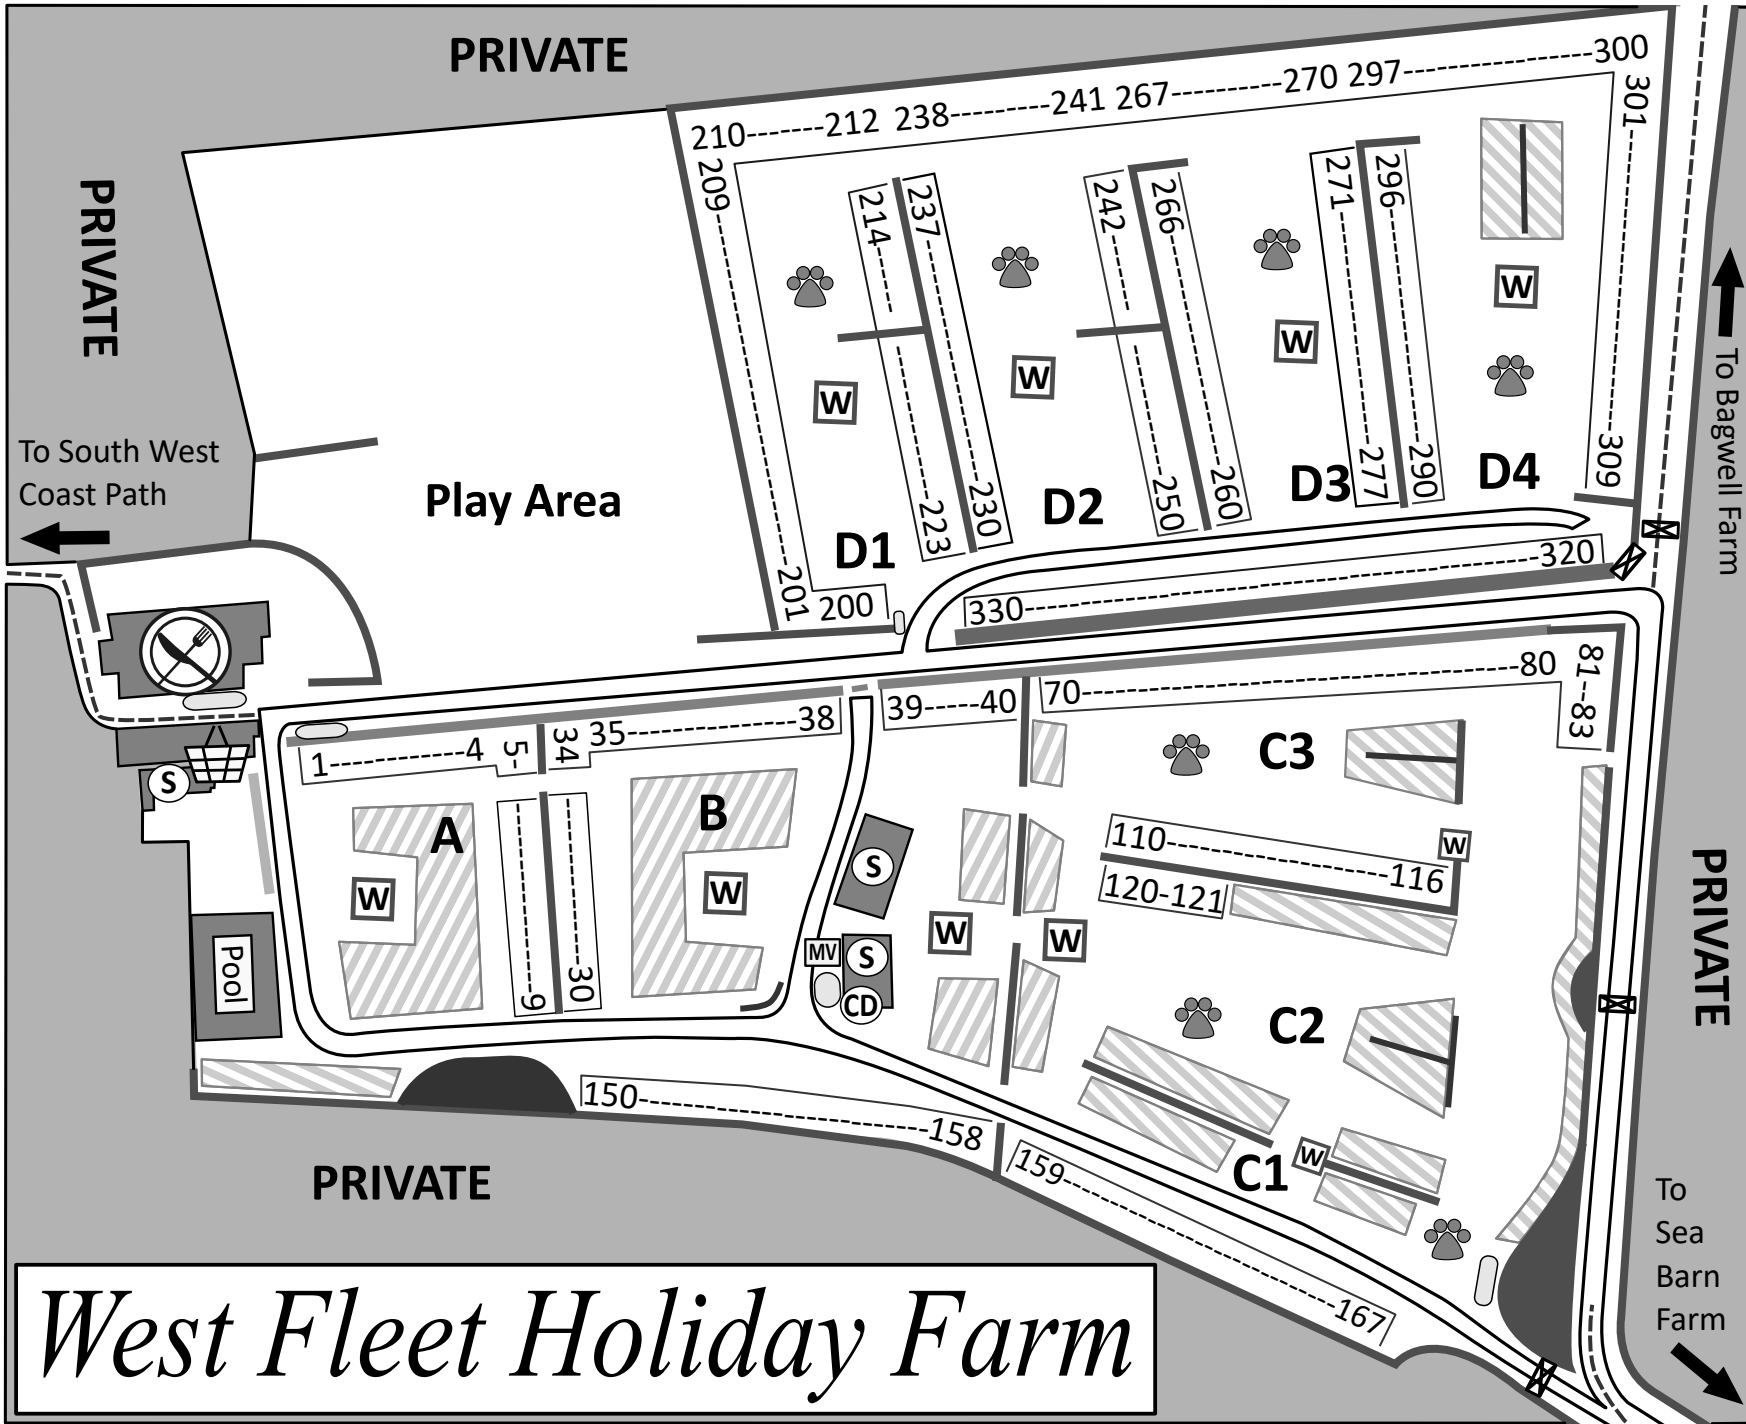 PRIVATE
210-------212 238--------241 267---------270 297---------------300
301
PRIVATE
209
214
237
242
266
271
296
W
W
W
W
To South West
Coast Path
Play Area
To Bagwell Farm
D1
D2
D3
D4
223
230
250
260
277
290
309
201
200
330
320
1---------4
5-
34
35----------38
39----40
70
80
81--83
S
A
B
C3
W
W
S
110
116
W
120-121
9
30
Pool
MV
S
CD
W
W
C2
PRIVATE
150
158
159
C1
W
167
PRIVATE
To
Sea
Barn
Farm
West Fleet Holiday Farm